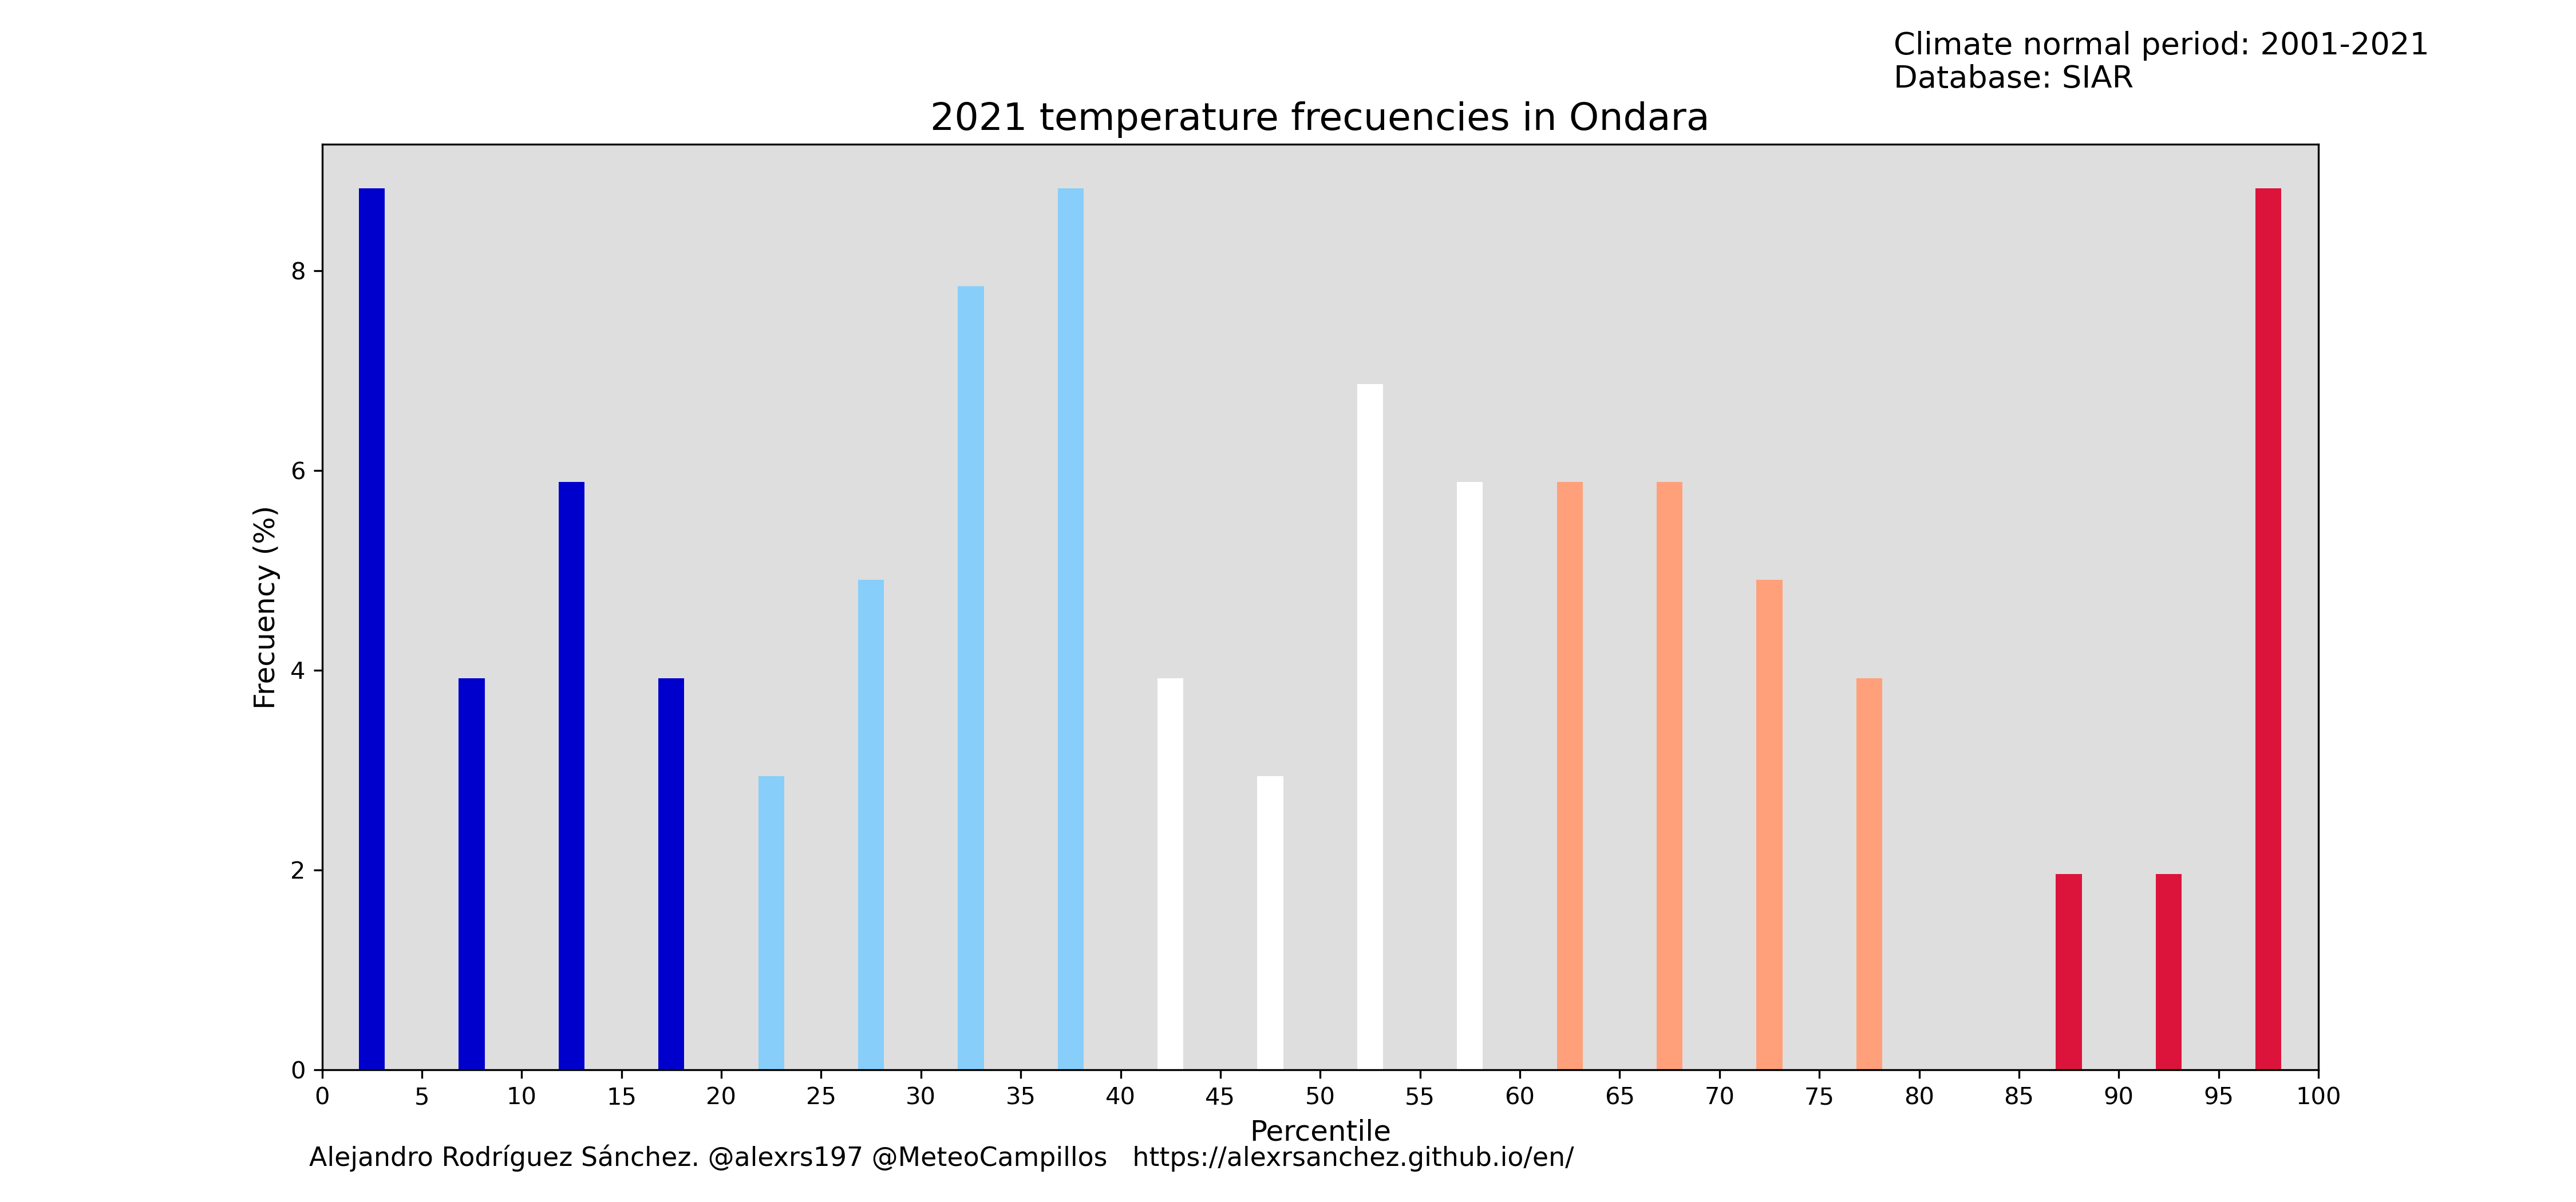 Climate normal period: 2001-2021
Database: SIAR
2021 temperature frecuencies in Ondara
Frecuency (%)
8
6
4
2
0
0 5 10 15 20 25 30 35 40 45 50 55 60 65 70 75 80 85 90 95 100
Percentile
Alejandro Rodríguez Sánchez. @alexrs197 @MeteoCampillos https://alexrsanchez.github.io/en/